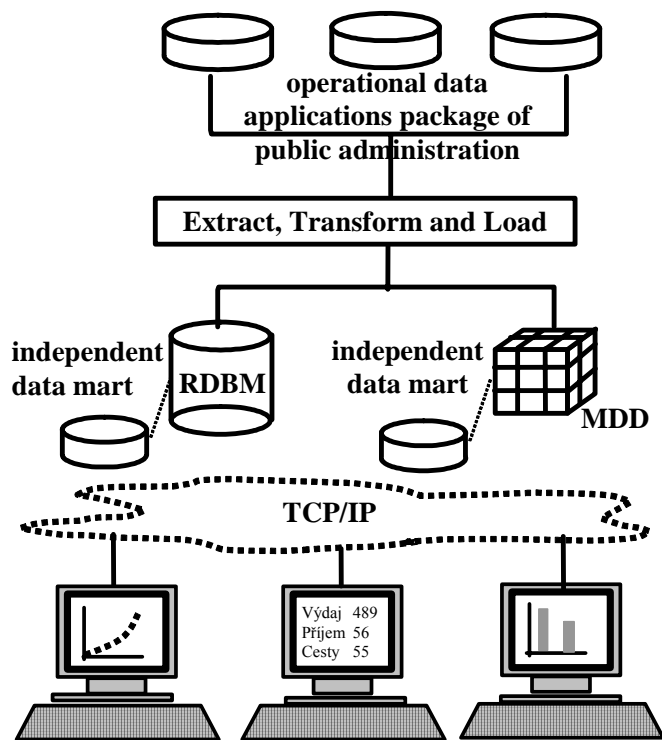 operational data
applications package of
public administration
Extract, Transform and Load
independent
data mart
RDBM
independent
data mart
MDD
TCP/IP
Výdaj 489
Příjem 56
Cesty 55